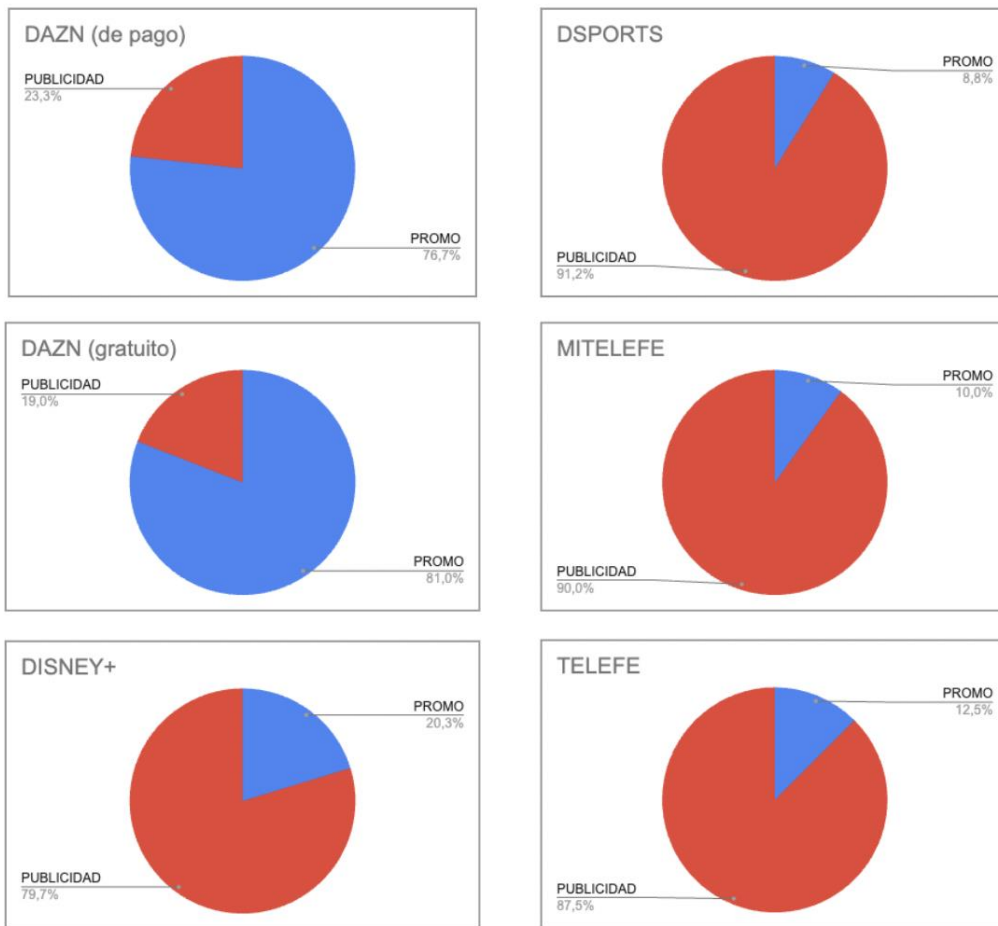 DAZN (de pago)
PUBLICIDAD
23,3%
PROMO
76,7%
DSPORTS
PROMO
8,8%
PUBLICIDAD
91,2%
DAZN (gratuito)
PUBLICIDAD
19,0%
PROMO
81,0%
MITELEFE
PROMO
10,0%
PUBLICIDAD
90,0%
DISNEY+
PROMO
20,3%
PUBLICIDAD
79,7%
TELEFE
PROMO
12,5%
PUBLICIDAD
87,5%